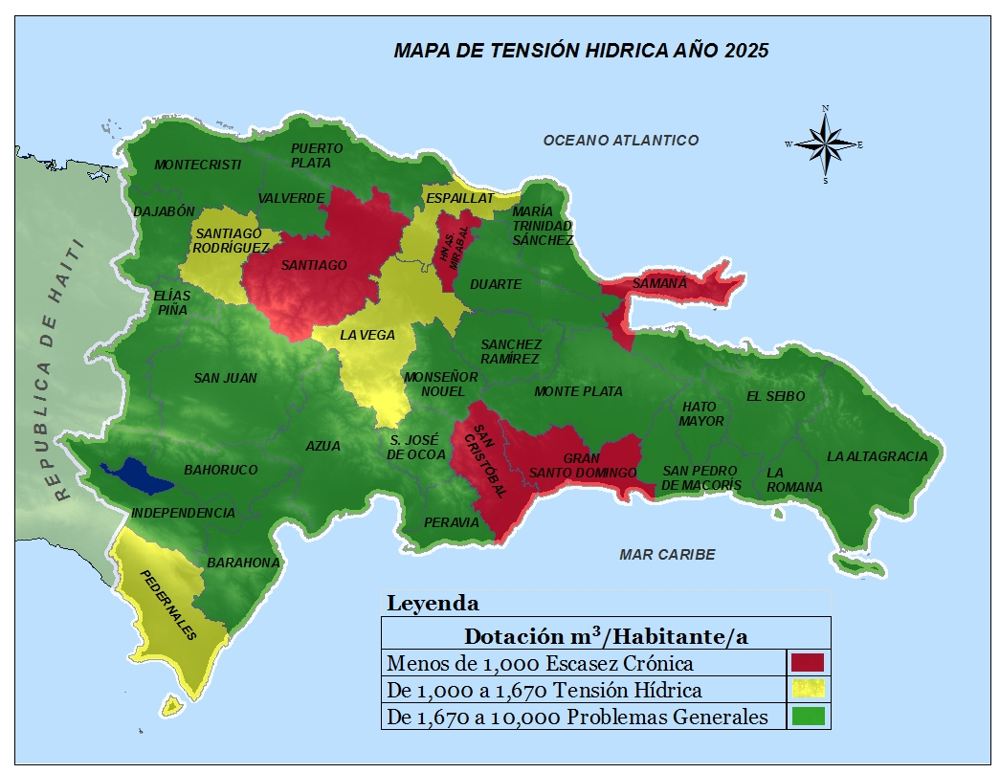 MAPA DE TENSIÓN HIDRICA AÑO 2025
N
W
E
S
OCEANO ATLANTICO
PUERTO
PLATA
MONTECRISTI
VALVERDE
ESPAILLAT
DAJABÓN
MARÍA
TRINIDAD
SÁNCHEZ
SANTIAGO
RODRÍGUEZ
HNAS.
MIRABAL
SANTIAGO
DUARTE
SAMANÁ
ELÍAS
PIÑA
REPUBLICA DE HAITI
LA VEGA
SANCHEZ
RAMÍREZ
SAN JUAN
MONSEÑOR
NOUEL
MONTE PLATA
EL SEIBO
HATO
MAYOR
AZUA
S. JOSÉ
DE OCOA
SAN
CRISTÓBAL
GRAN
SANTO DOMINGO
LA ALTAGRACIA
BAHORUCO
SAN PEDRO
DE MACORÍS
LA
ROMANA
INDEPENDENCIA
PERAVIA
BARAHONA
MAR CARIBE
PEDERNALES
Leyenda
Dotación m³/Habitante/a
Menos de 1,000 Escasez Crónica
De 1,000 a 1,670 Tensión Hídrica
De 1,670 a 10,000 Problemas Generales